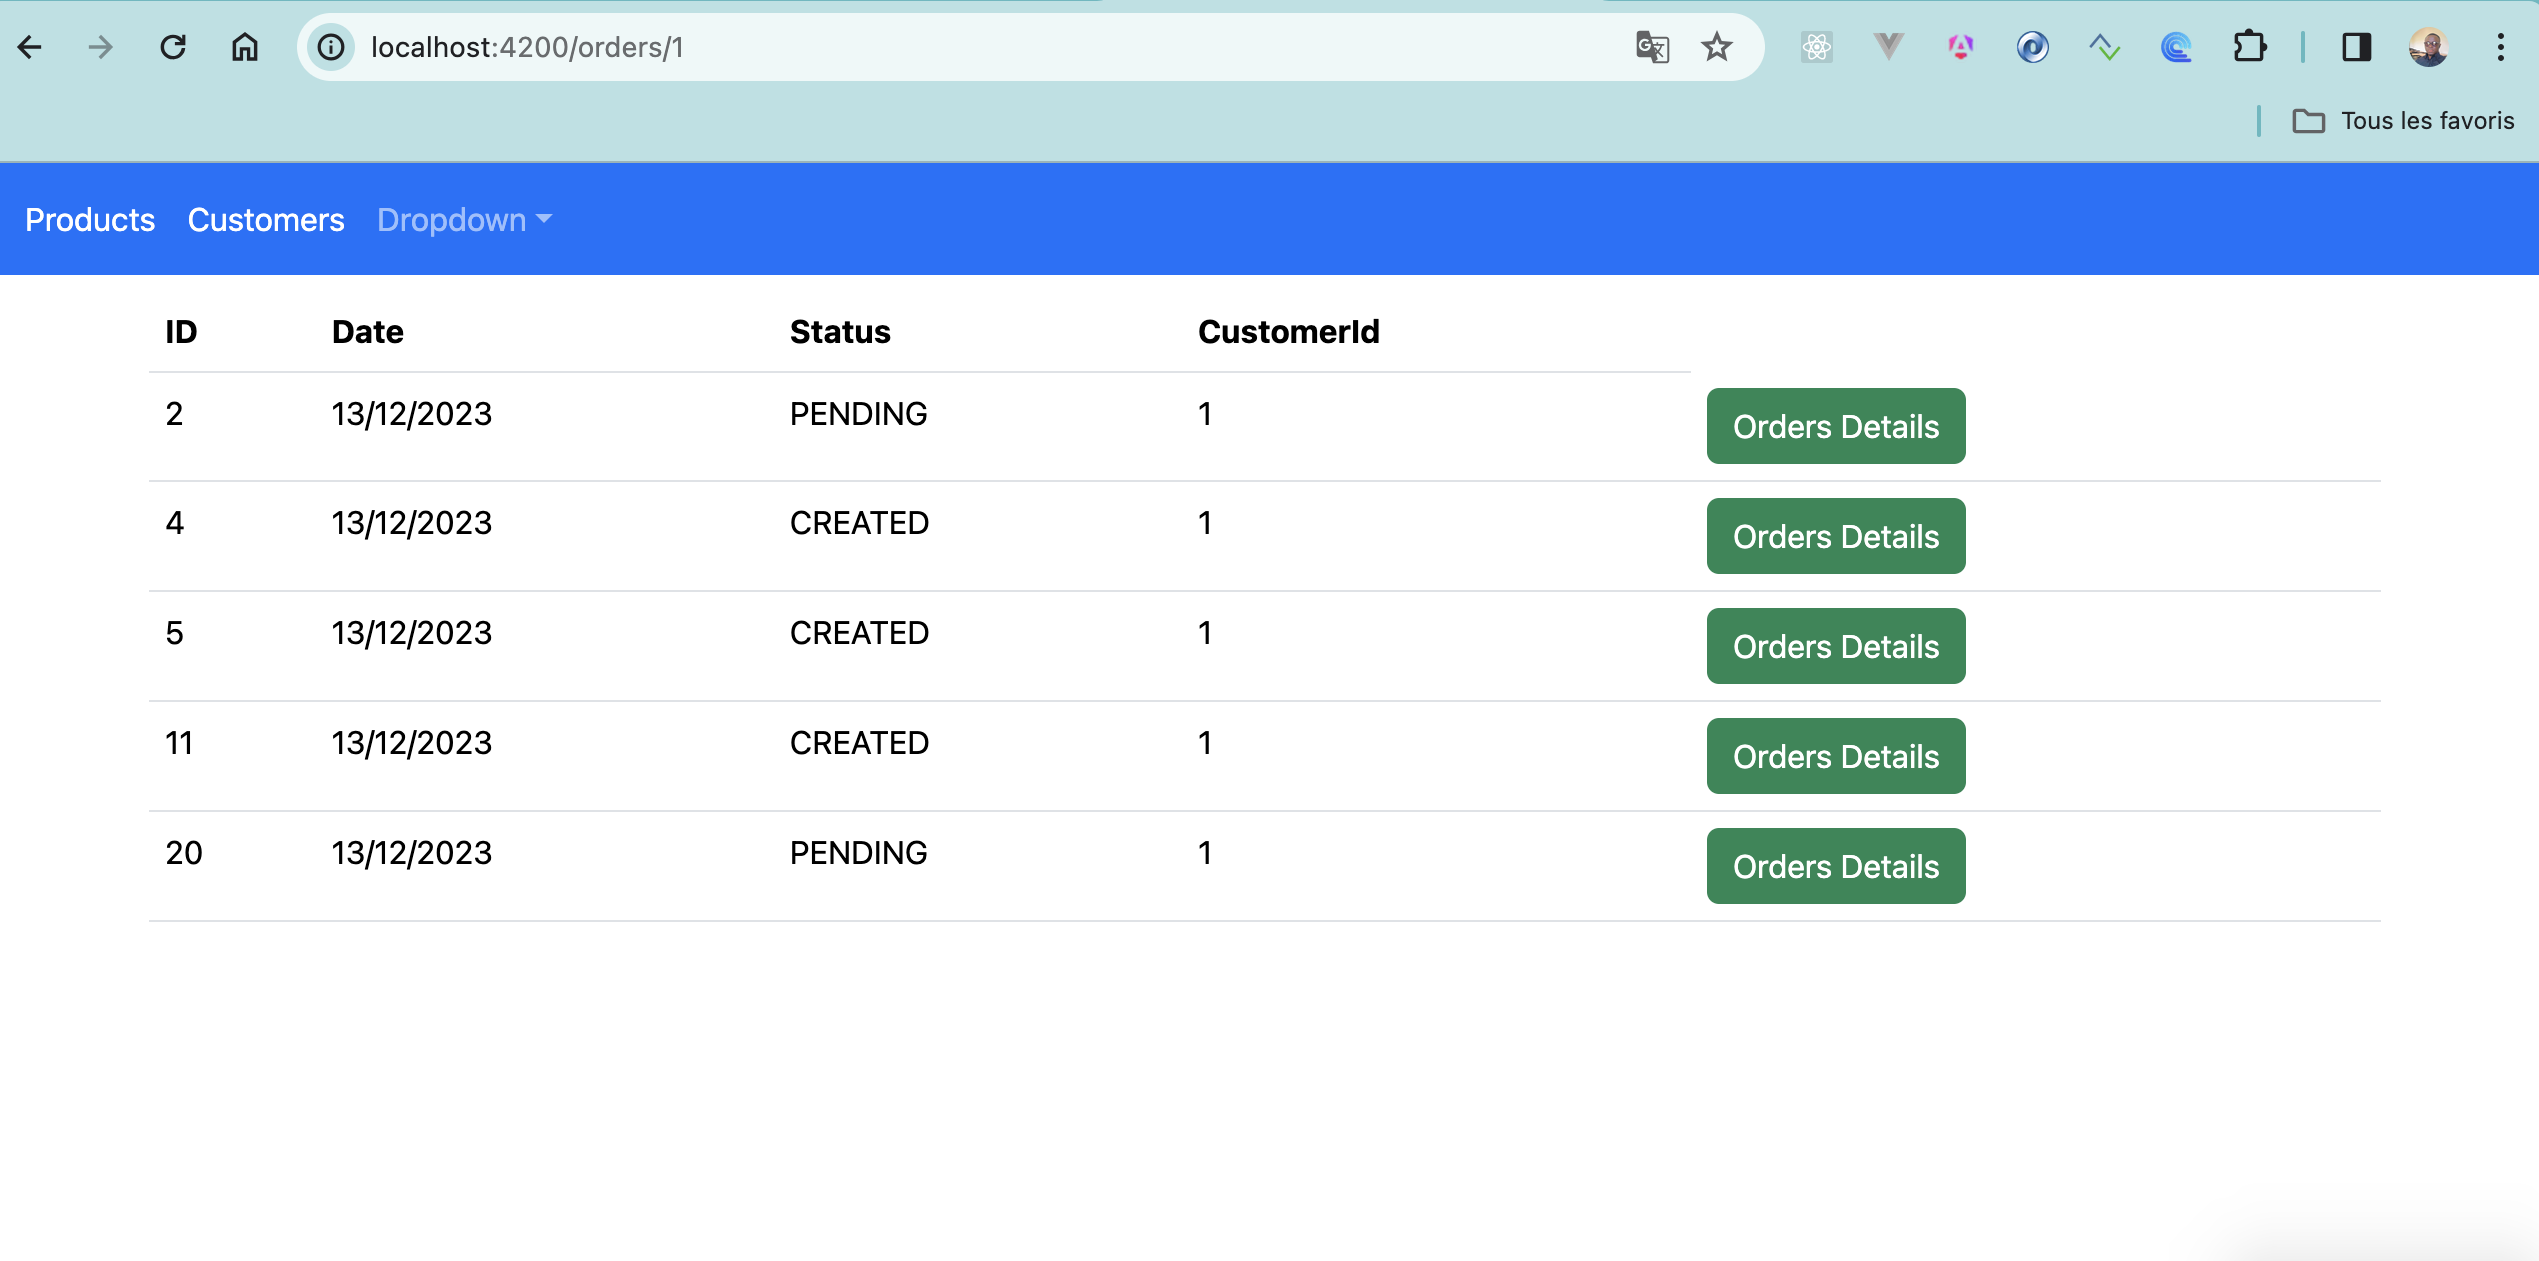 localhost:4200/orders/1
Tous les favoris
Products Customers Dropdown
ID Date Status CustomerId
2 13/12/2023 PENDING 1 Orders Details
4 13/12/2023 CREATED 1 Orders Details
5 13/12/2023 CREATED 1 Orders Details
11 13/12/2023 CREATED 1 Orders Details
20 13/12/2023 PENDING 1 Orders Details